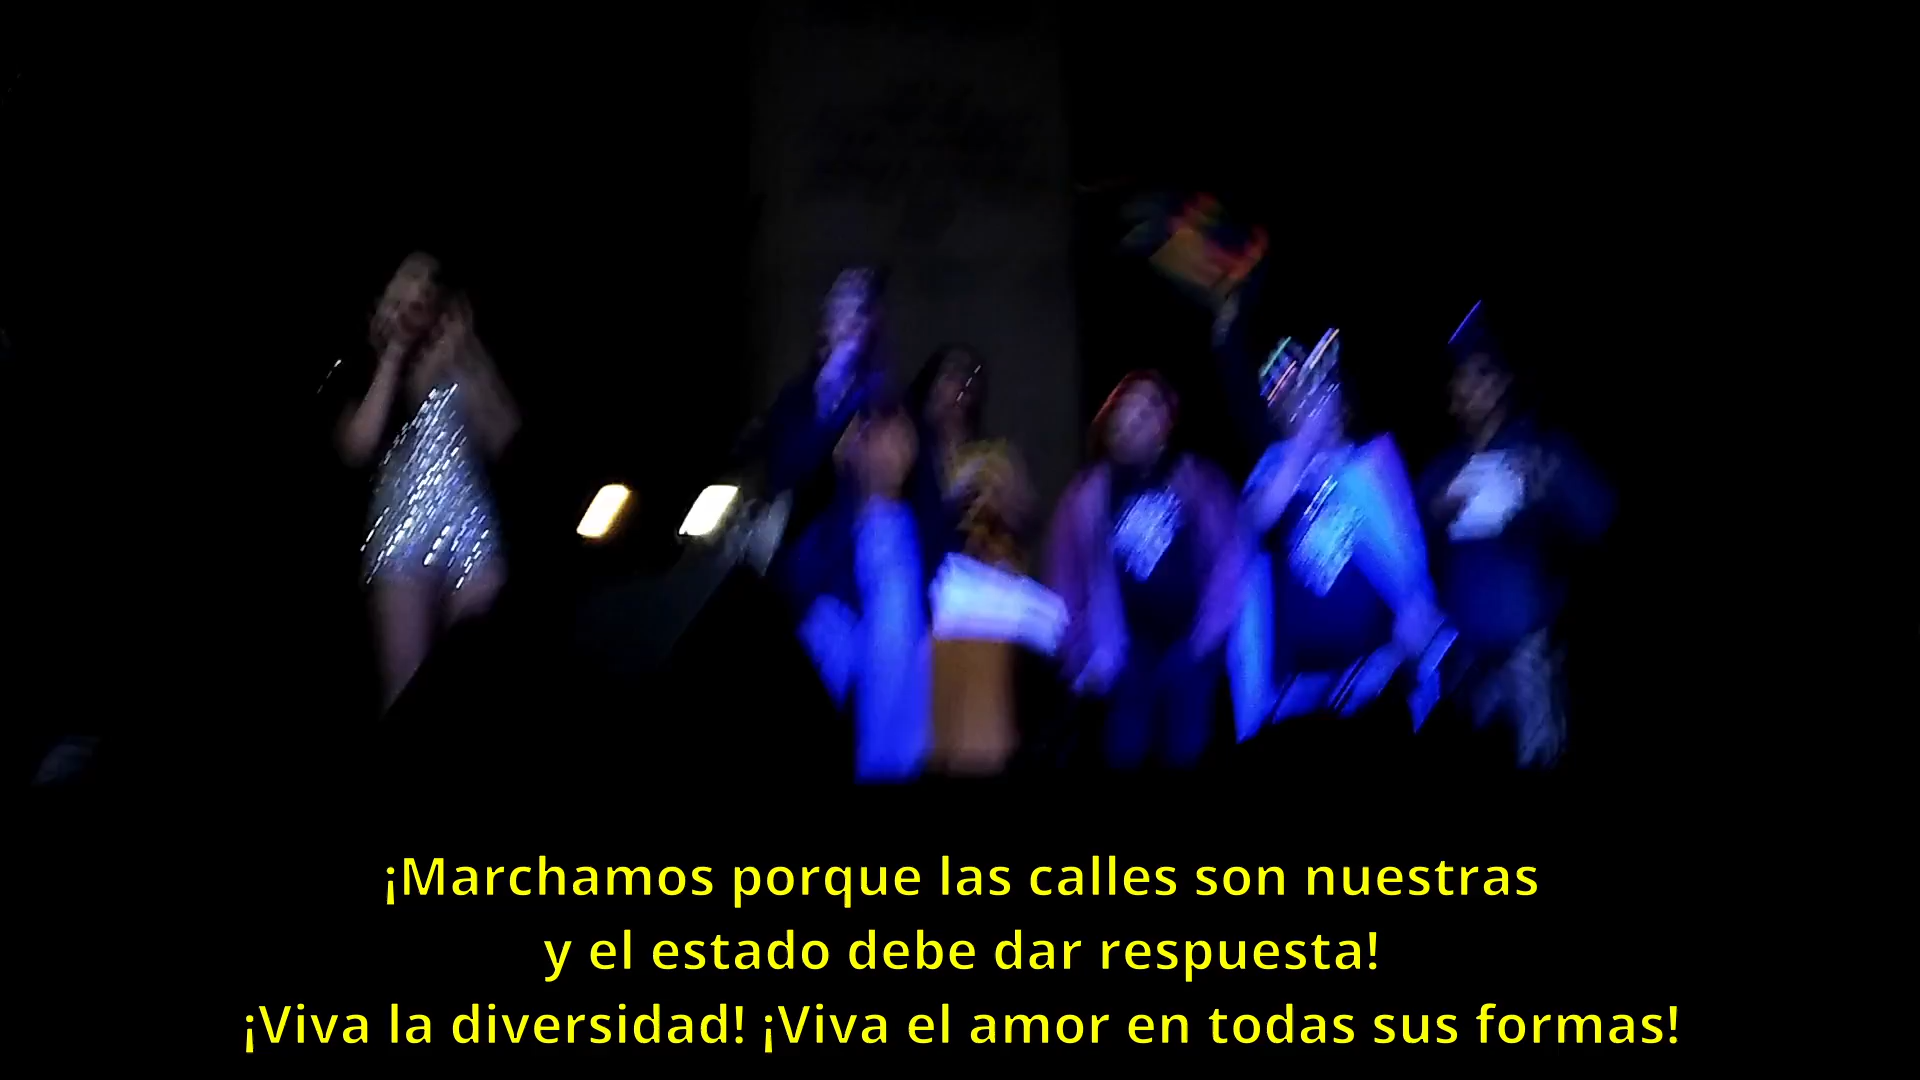 ¡Marchamos porque las calles son nuestras
y el estado debe dar respuesta!
¡Viva la diversidad! ¡Viva el amor en todas sus formas!